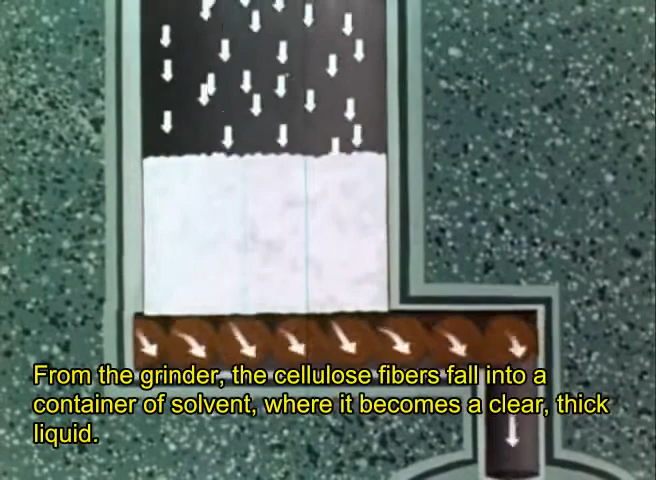 From the grinder, the cellulose fibers fall into a
container of solvent, where it becomes a clear, thick
liquid.